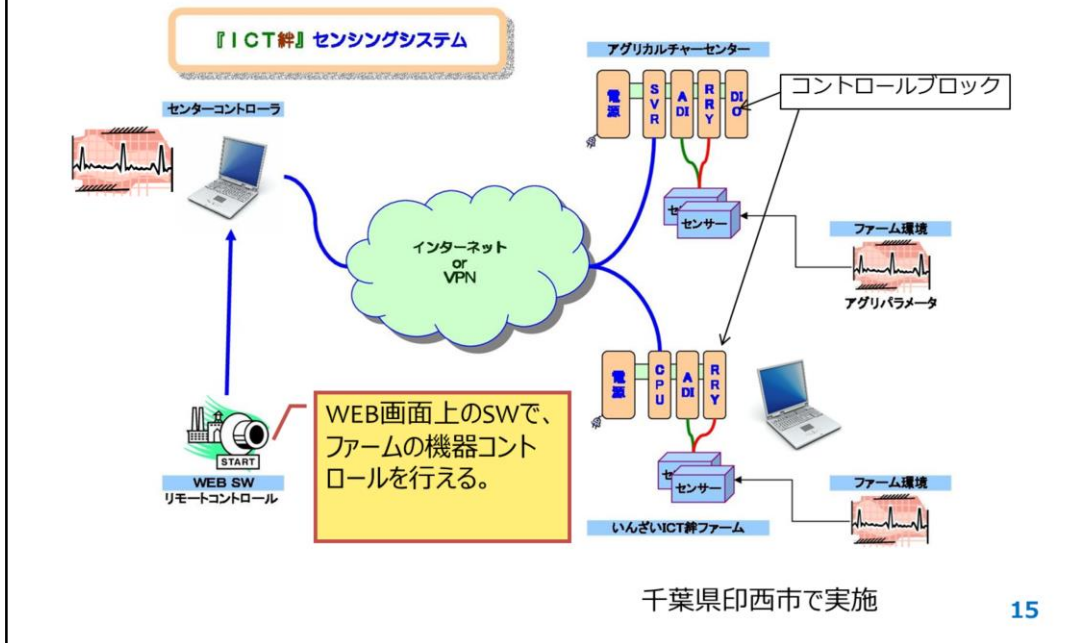 『ICT絆』センシングシステム
アグリカルチャーセンター
電源
SVR
ADI
RRY
DIO
コントロールブロック
センターコントローラ
センサー
ファーム環境
アグリパラメータ
インターネット
or
VPN
電源
CPU
ADI
RRY
WEB画面上のSWで、
ファームの機器コント
ロールを行える。
START
WEB SW
リモートコントロール
セ
センサー
ファーム環境
いんざいICT絆ファーム
千葉県印西市で実施
15